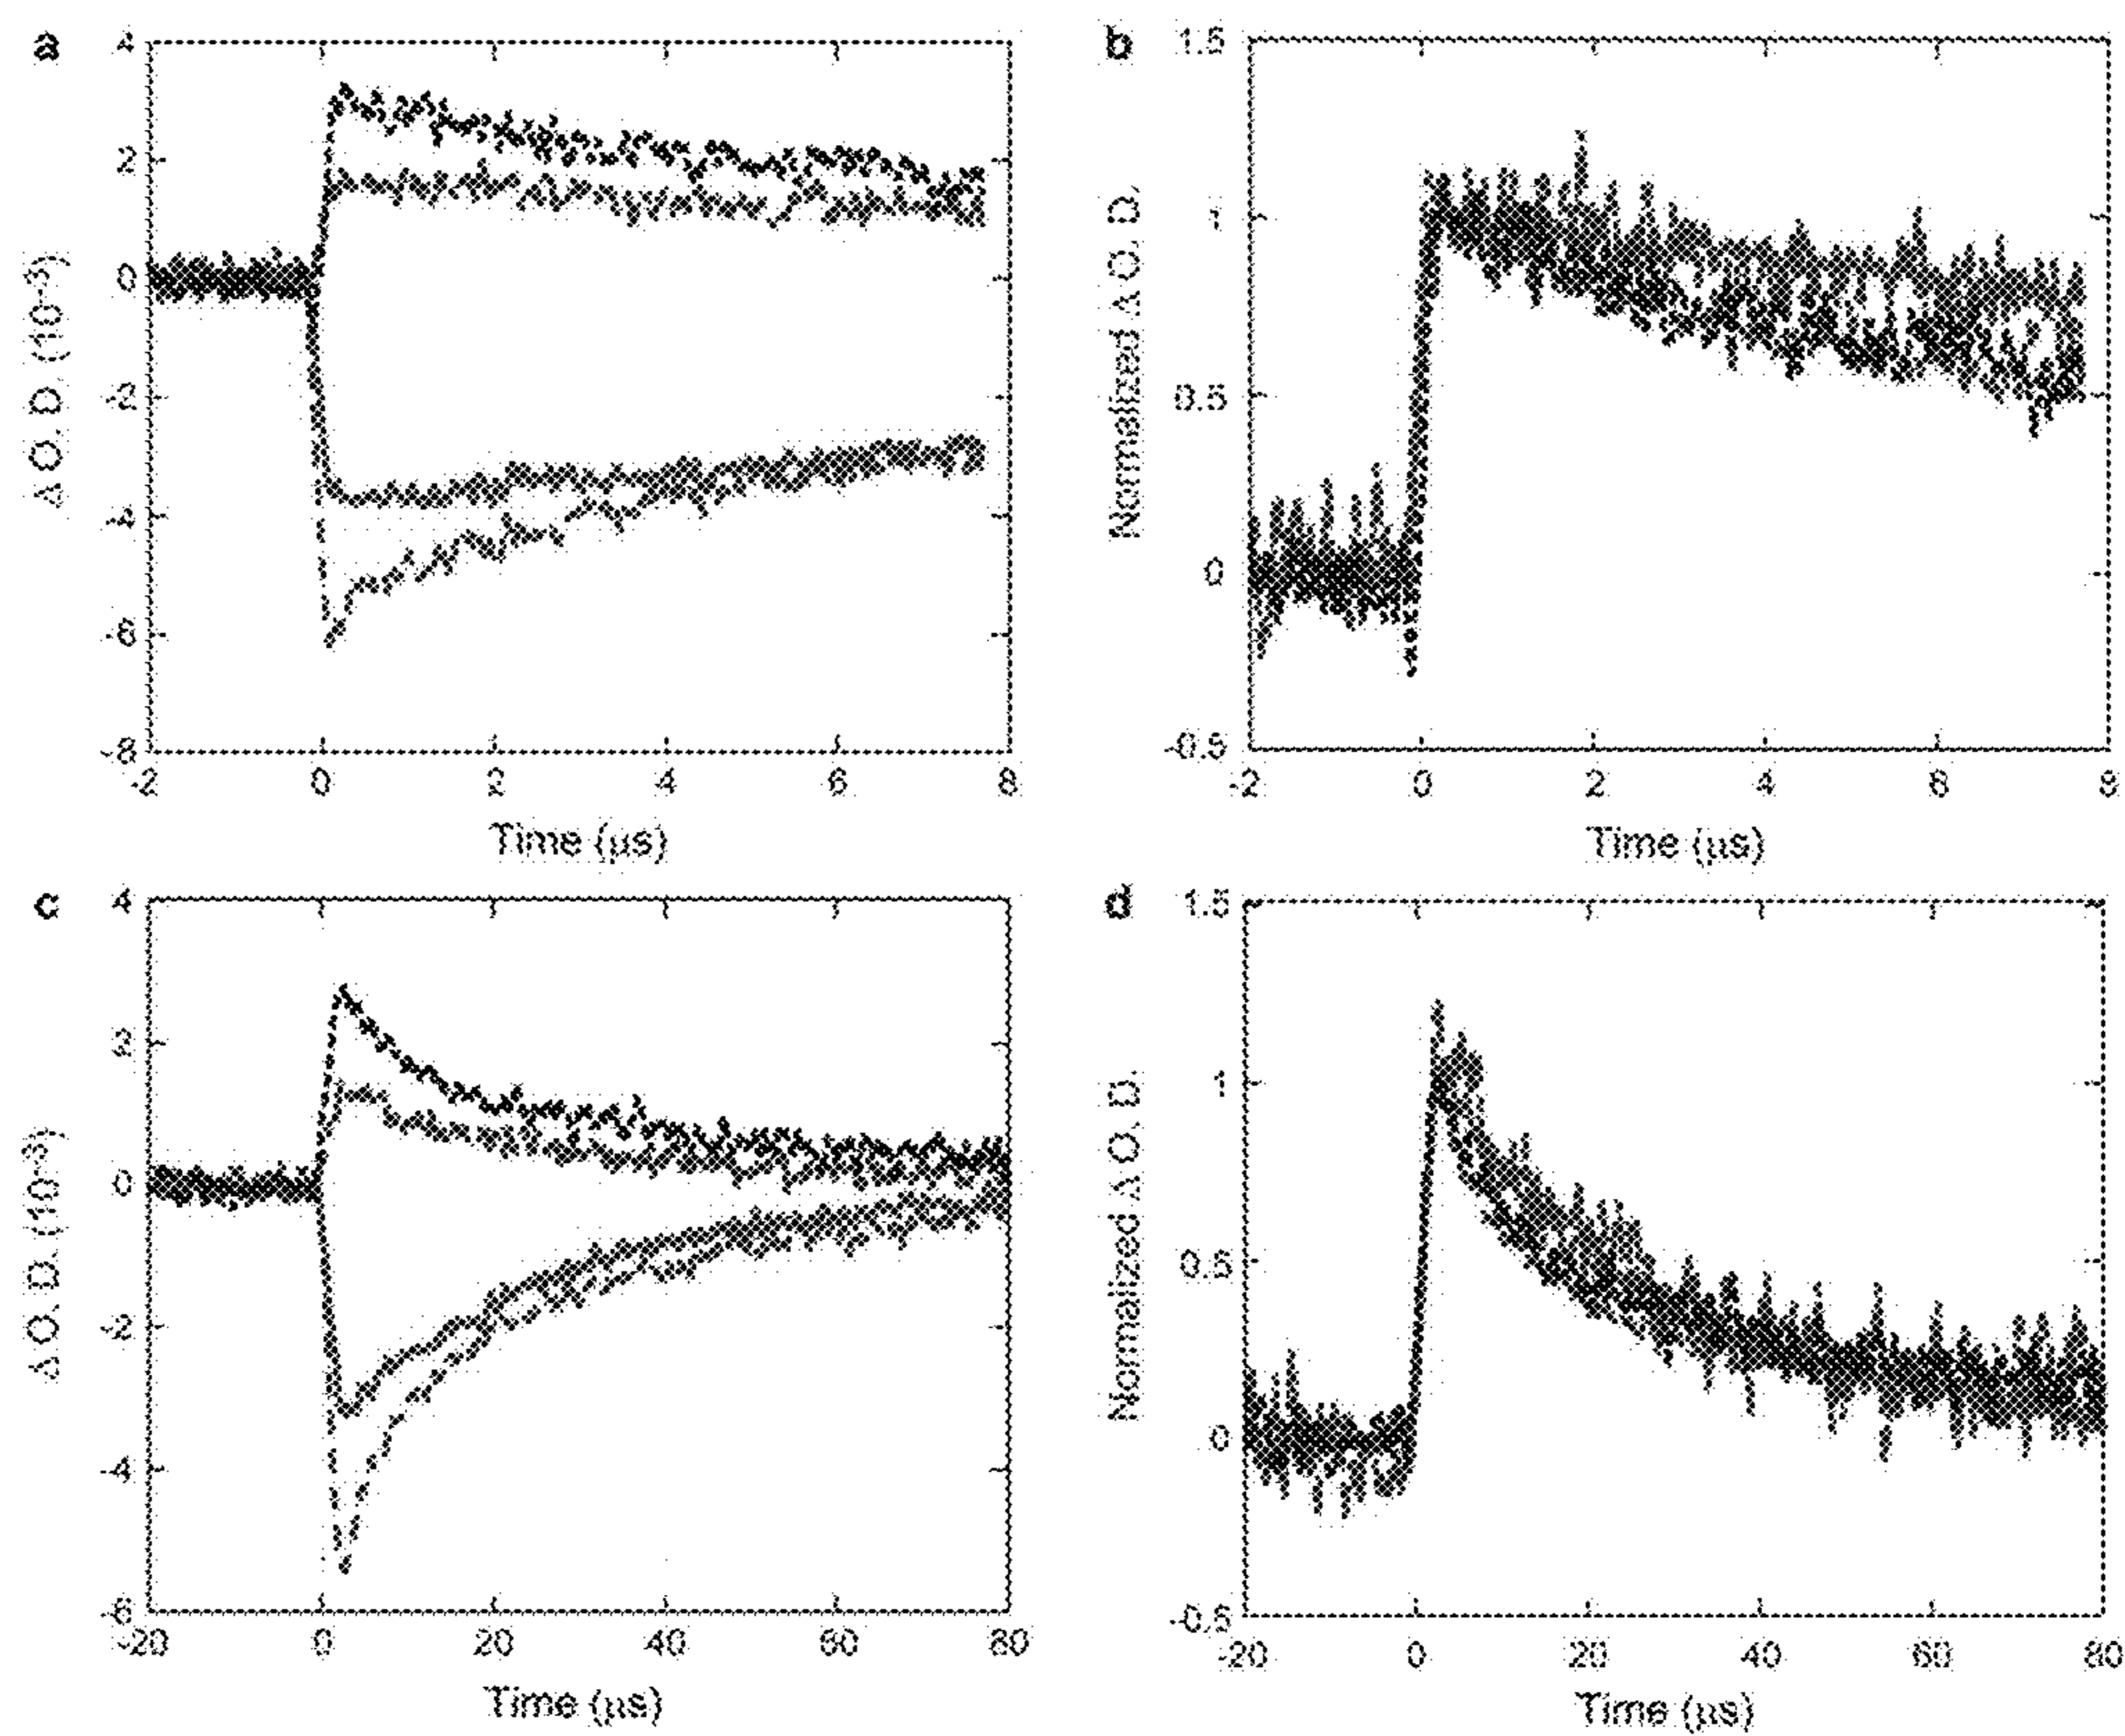 a
4
2
0
-2
-4
-6
-8
Δ O. D. (10⁻³)
-2 0 2 4 6 8
Time (μs)
b
1.5
1
0.5
0
-0.5
Normalized Δ O. D.
-2 0 2 4 6 8
Time (μs)
c
4
2
0
-2
-4
-6
Δ O. D. (10⁻³)
-20 0 20 40 60 80
Time (μs)
d
1.5
1
0.5
0
-0.5
Normalized Δ O. D.
-20 0 20 40 60 80
Time (μs)